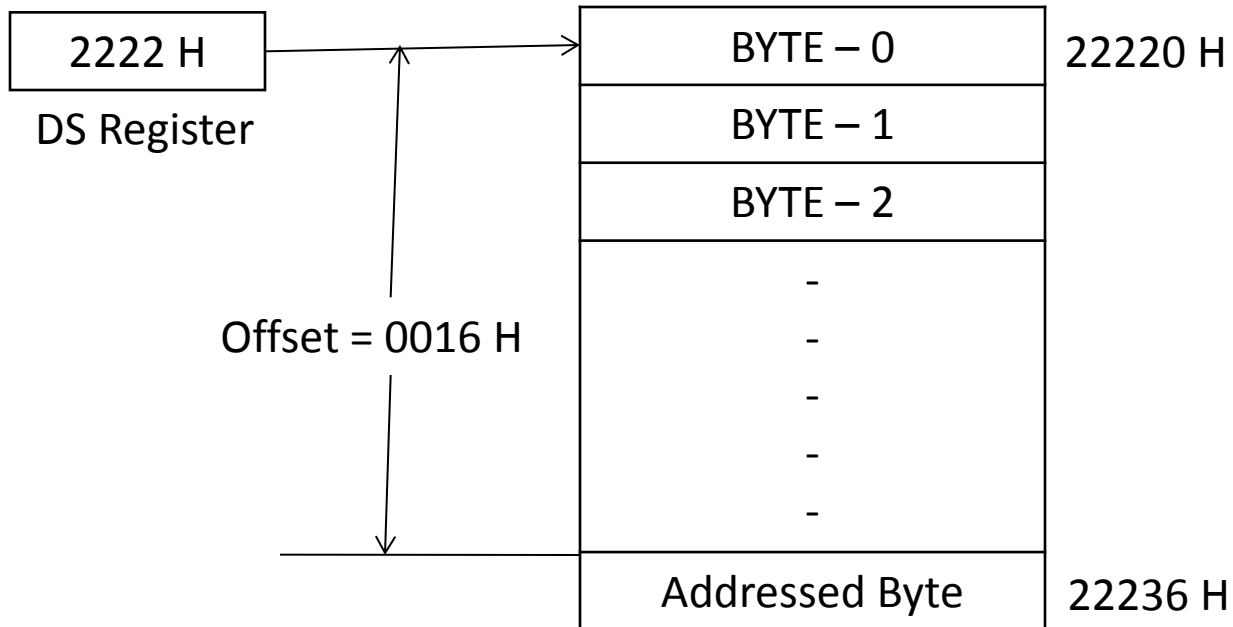 2222 H
DS Register
BYTE – 0
22220 H
BYTE – 1
BYTE – 2
-
-
Offset = 0016 H
-
-
-
Addressed Byte
22236 H